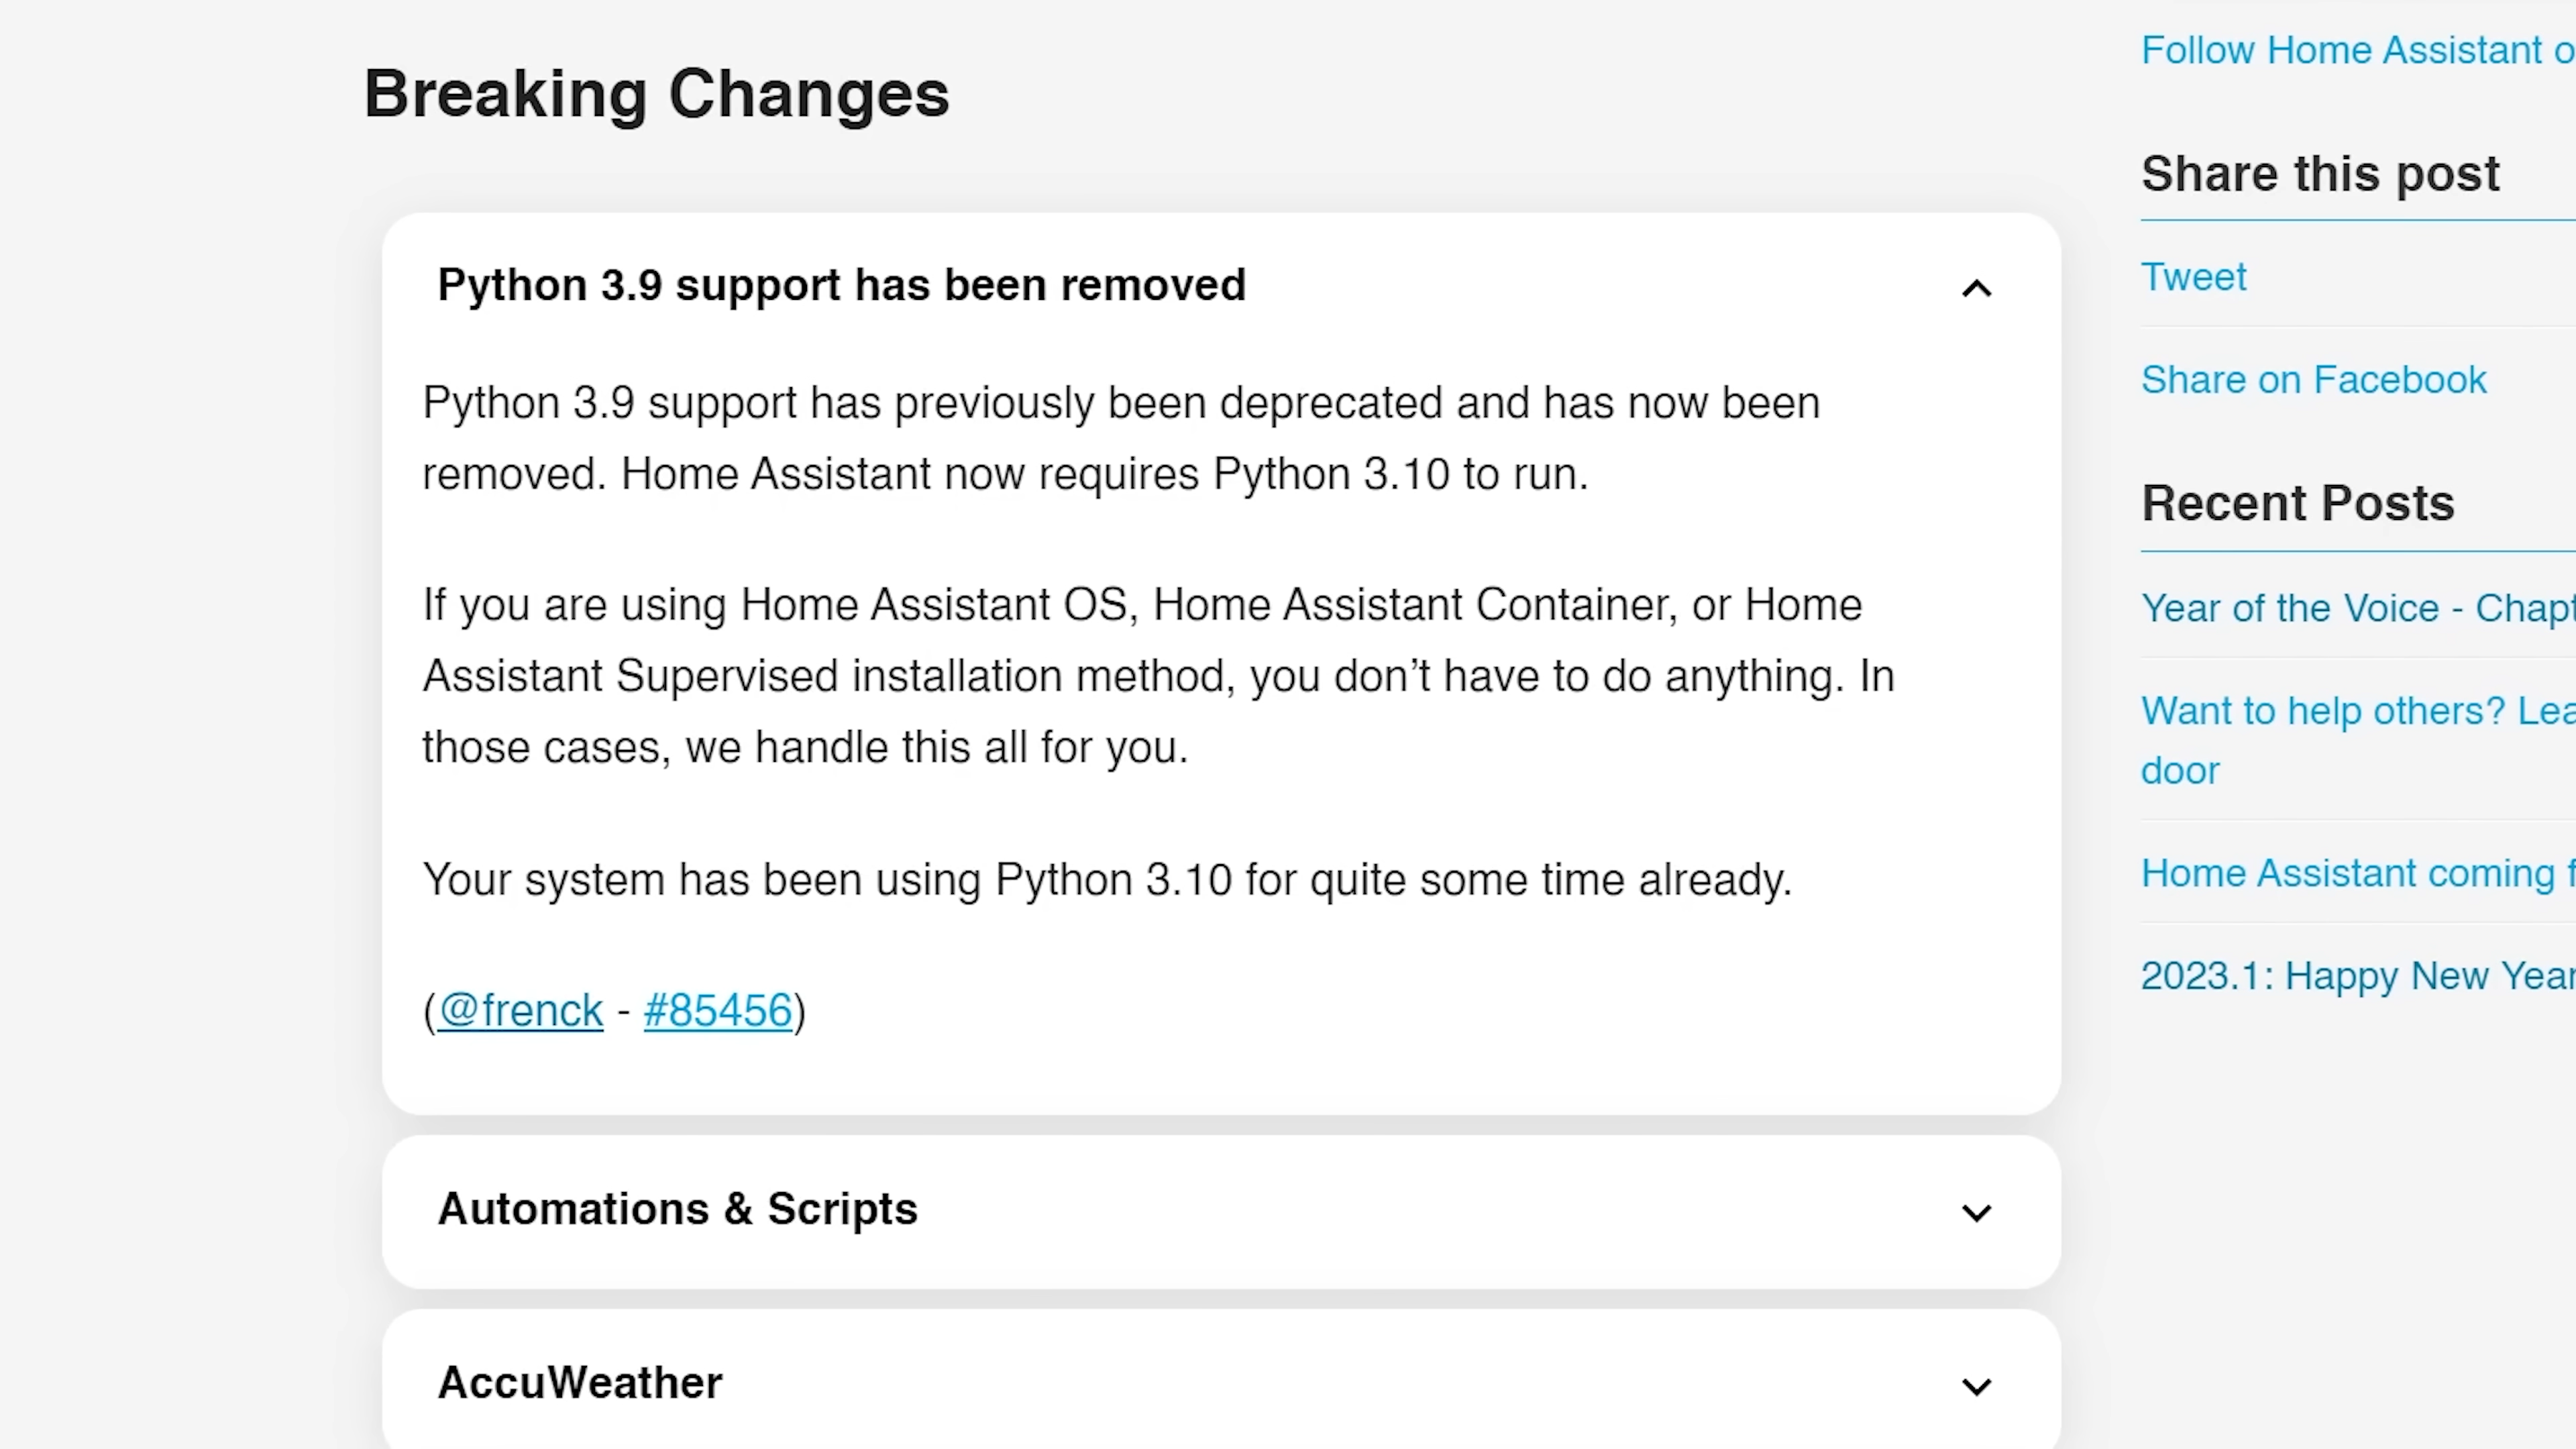 Breaking Changes
Python 3.9 support has been removed
Python 3.9 support has previously been deprecated and has now been
removed. Home Assistant now requires Python 3.10 to run.
If you are using Home Assistant OS, Home Assistant Container, or Home
Assistant Supervised installation method, you don’t have to do anything. In
those cases, we handle this all for you.
Your system has been using Python 3.10 for quite some time already.
(@frenck - #85456)
Automations & Scripts
AccuWeather
Follow Home Assistant
Share this post
Tweet
Share on Facebook
Recent Posts
Year of the Voice -
Want to help others?
door
Home Assistant coming
2023.1: Happy New Year